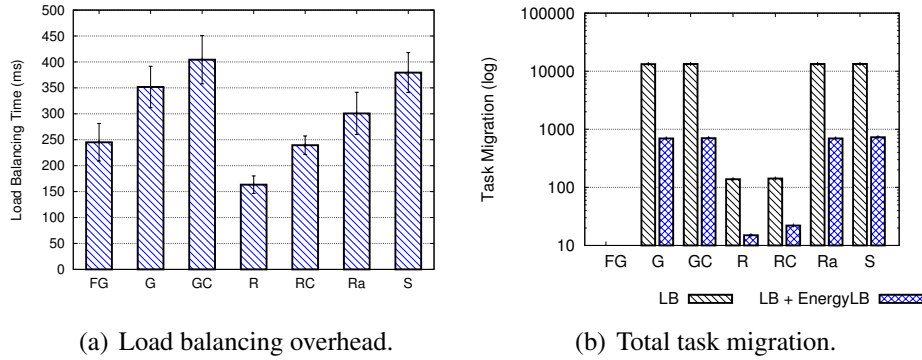 500
450
400
350
300
250
200
150
100
50
0
Load Balancing Time (ms)
FG G GC R RC Ra S
(a) Load balancing overhead.
100000
10000
1000
100
10
Task Migration (log)
FG G GC R RC Ra S
LB LB + EnergyLB
(b) Total task migration.